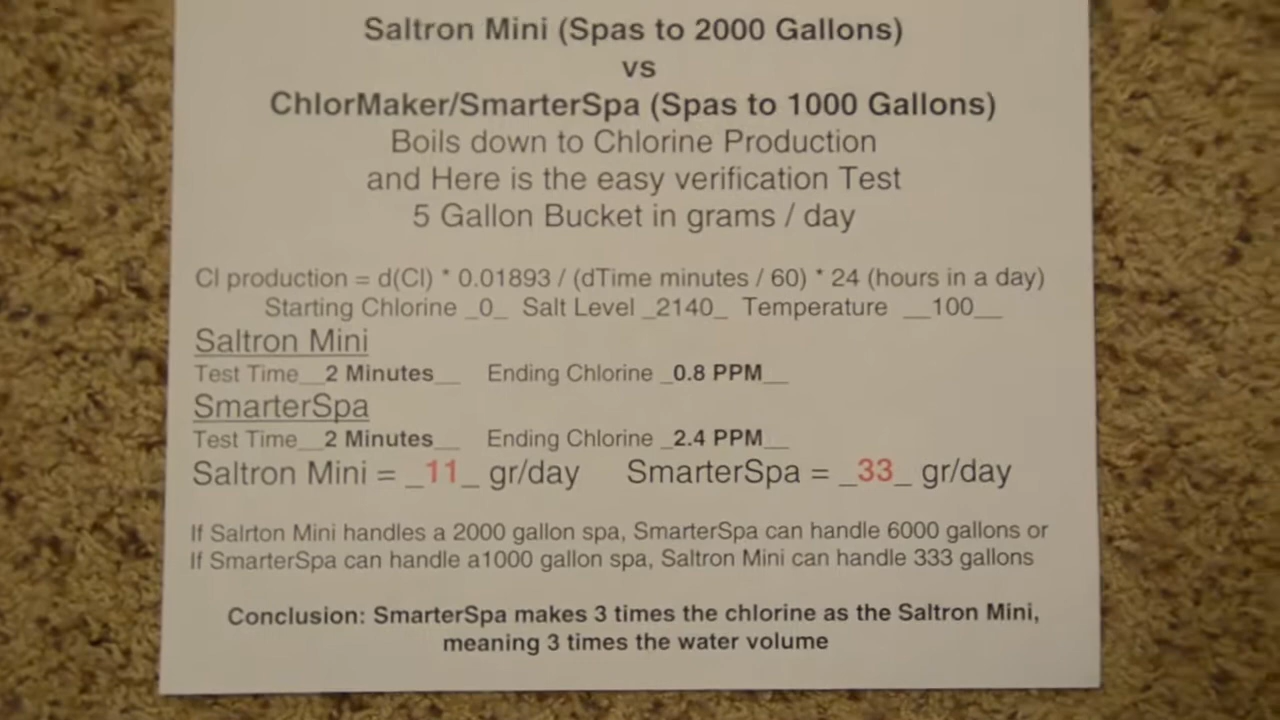 Saltron Mini (Spas to 2000 Gallons)
vs
ChlorMaker/SmarterSpa (Spas to 1000 Gallons)
Boils down to Chlorine Production
and Here is the easy verification Test
5 Gallon Bucket in grams / day
Cl production = d(Cl) * 0.01893 / (dTime minutes / 60) * 24 (hours in a day)
Starting Chlorine _0_ Salt Level _2140_ Temperature __100__
Saltron Mini
Test Time__2 Minutes__ Ending Chlorine _0.8 PPM__
SmarterSpa
Test Time__2 Minutes__ Ending Chlorine _2.4 PPM__
Saltron Mini = _11_ gr/day SmarterSpa = _33_ gr/day
If Salrton Mini handles a 2000 gallon spa, SmarterSpa can handle 6000 gallons or
If SmarterSpa can handle a1000 gallon spa, Saltron Mini can handle 333 gallons
Conclusion: SmarterSpa makes 3 times the chlorine as the Saltron Mini,
meaning 3 times the water volume